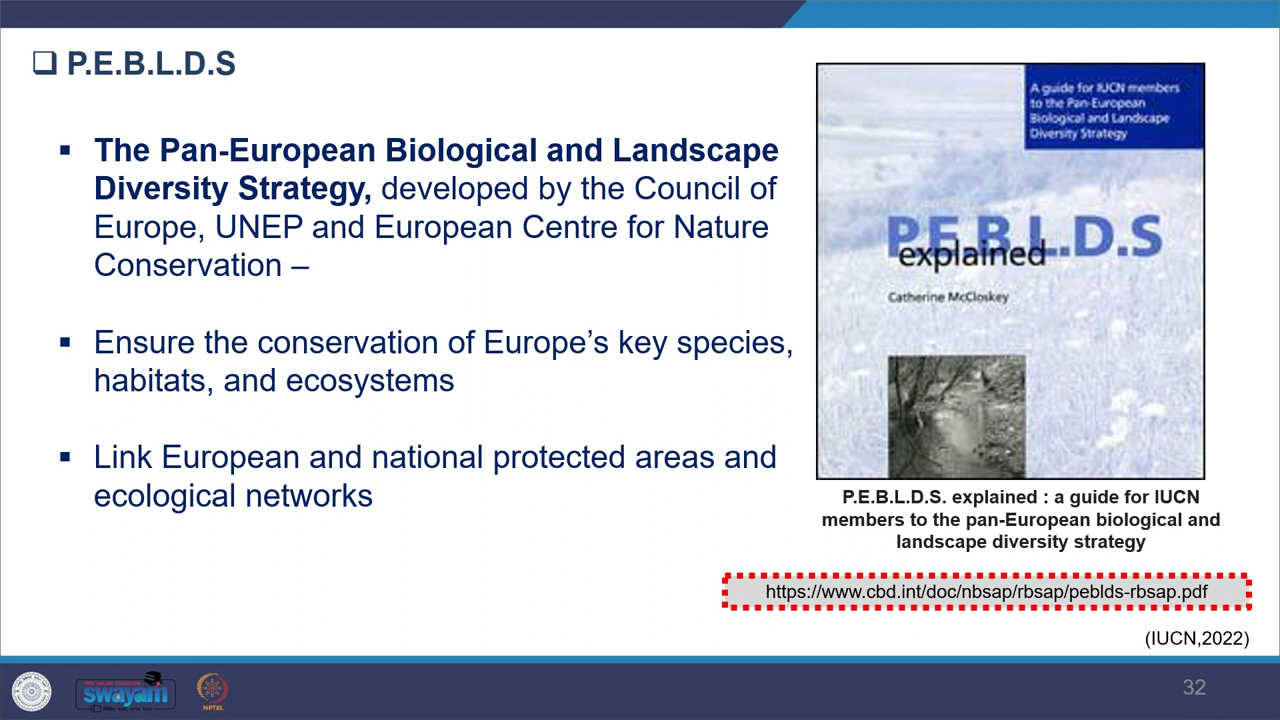 P.E.B.L.D.S
The Pan-European Biological and Landscape
Diversity Strategy, developed by the Council of
Europe, UNEP and European Centre for Nature
Conservation –
Ensure the conservation of Europe's key species,
habitats, and ecosystems
Link European and national protected areas and
ecological networks
A guide for IUCN members
to the Pan-European
Biological and Landscape
Diversity Strategy
P.E.B.L.D.S
explained
Catherine McCloskey
P.E.B.L.D.S. explained : a guide for IUCN
members to the pan-European biological and
landscape diversity strategy
https://www.cbd.int/doc/nbsap/rbsap/peblds-rbsap.pdf
(IUCN,2022)
FREE ONLINE EDUCATION
swayam
NPTEL
32